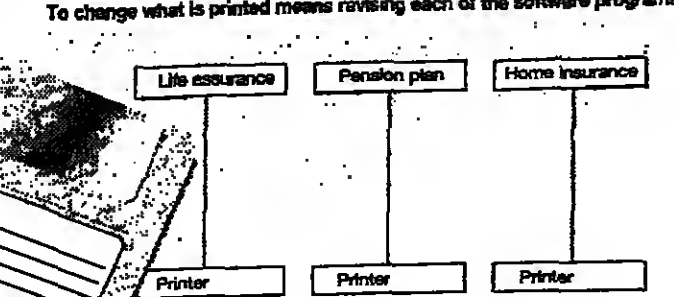 To change what is printed means revising each of the software program
Life assurance Pension plan Home insurance
Printer Printer Printer